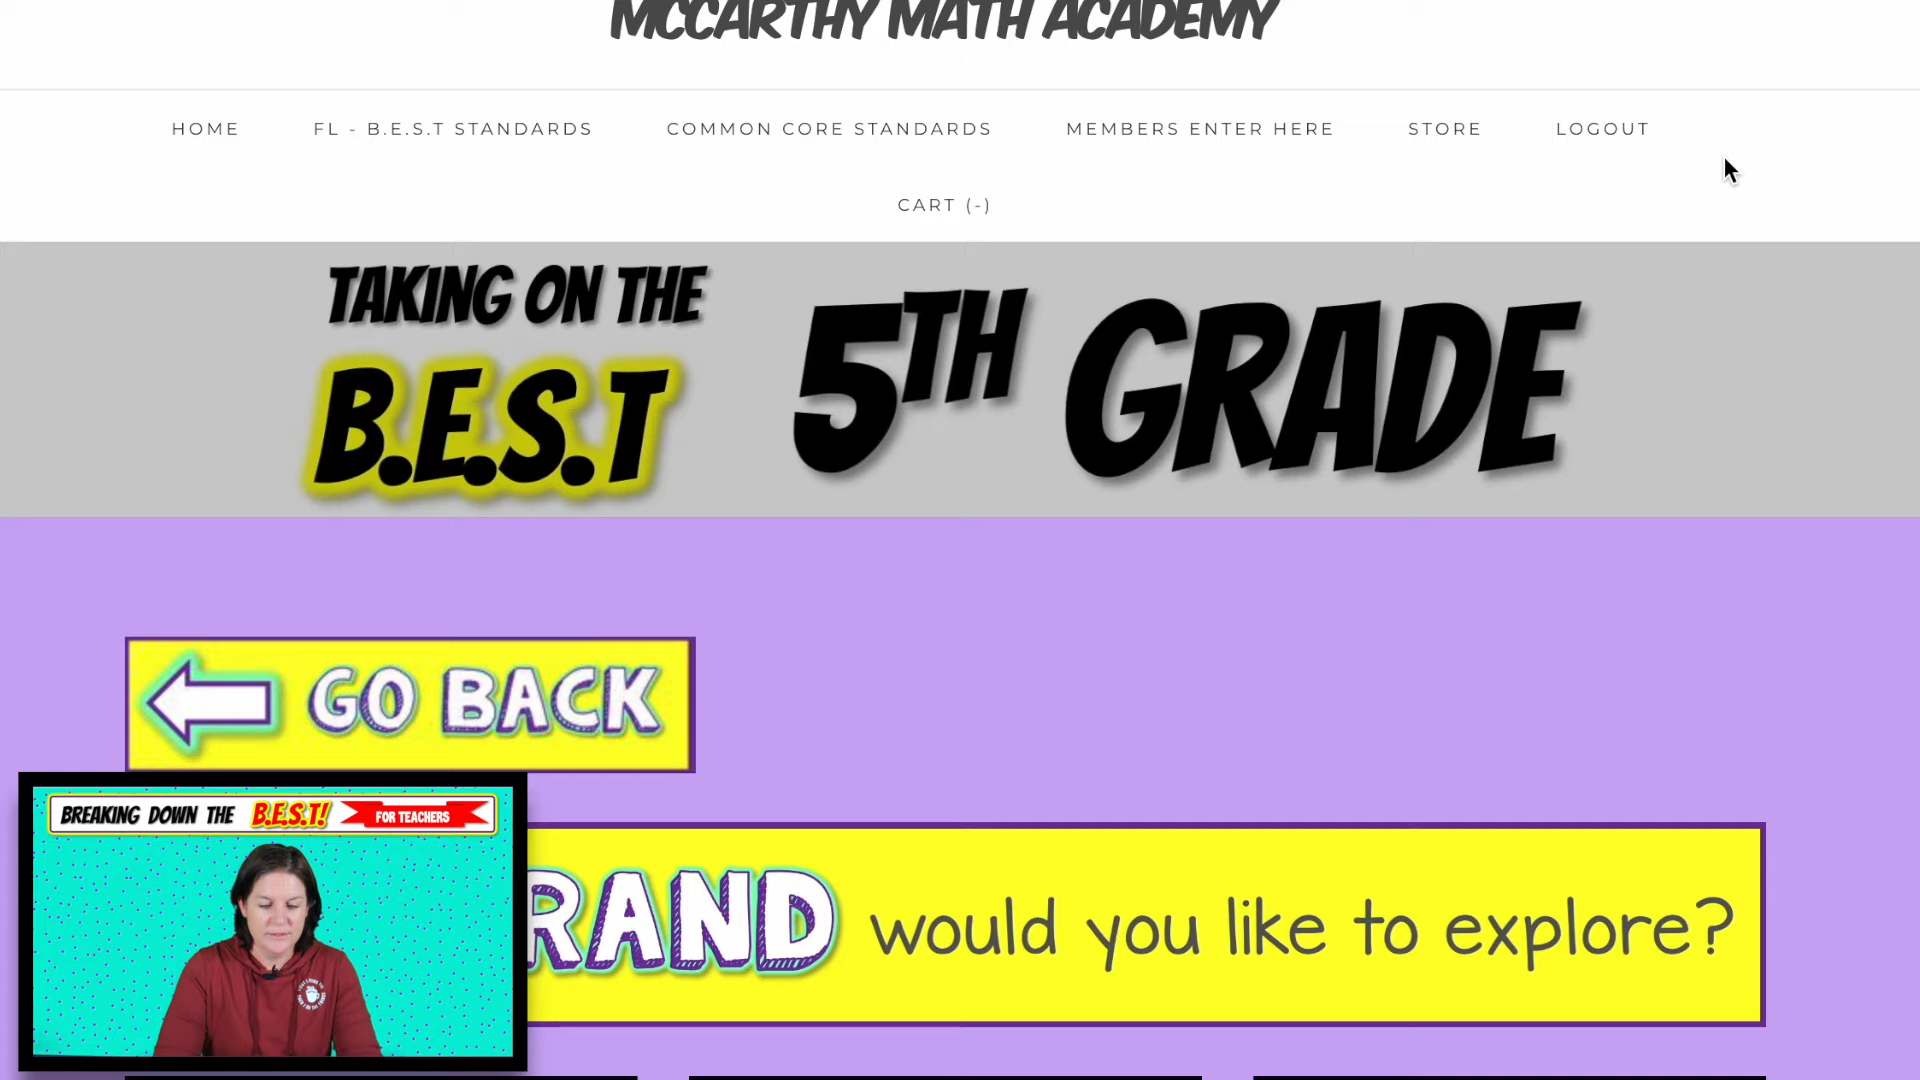 MCCARTHY MATH ACADEMY
HOME FL - B.E.S.T STANDARDS COMMON CORE STANDARDS MEMBERS ENTER HERE STORE LOGOUT
CART (-)
TAKING ON THE
B.E.S.T
5TH GRADE
GO BACK
BREAKING DOWN THE B.E.S.T! FOR TEACHERS
RAND would you like to explore?